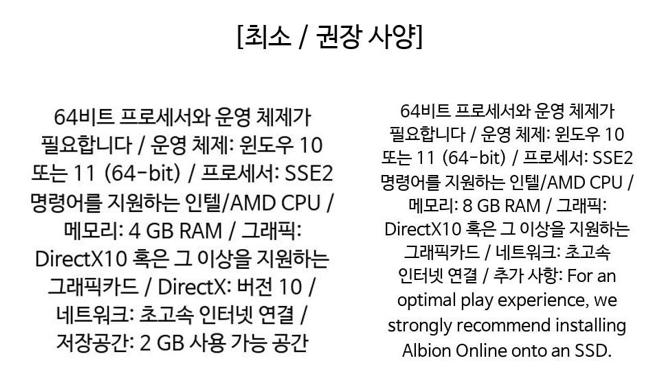 [최소 / 권장 사양]
64비트 프로세서와 운영 체제가
필요합니다 / 운영 체제: 윈도우 10
또는 11 (64-bit) / 프로세서: SSE2
명령어를 지원하는 인텔/AMD CPU /
메모리: 4 GB RAM / 그래픽:
DirectX10 혹은 그 이상을 지원하는
그래픽카드 / DirectX: 버전 10 /
네트워크: 초고속 인터넷 연결 /
저장공간: 2 GB 사용 가능 공간
64비트 프로세서와 운영 체제가
필요합니다 / 운영 체제: 윈도우 10
또는 11 (64-bit) / 프로세서: SSE2
명령어를 지원하는 인텔/AMD CPU /
메모리: 8 GB RAM / 그래픽:
DirectX10 혹은 그 이상을 지원하는
그래픽카드 / 네트워크: 초고속
인터넷 연결 / 추가 사항: For an
optimal play experience, we
strongly recommend installing
Albion Online onto an SSD.